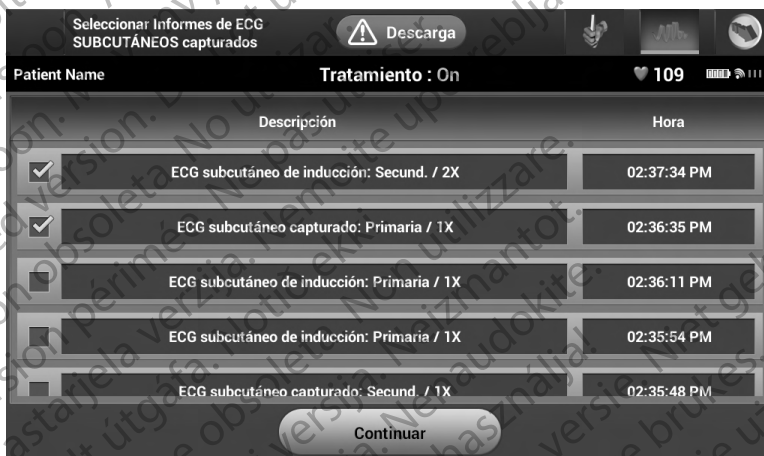 Seleccionar Informes de ECG
SUBCUTÁNEOS capturados
Descarga
Patient Name
Tratamiento : On
109
Descripción
Hora
ECG subcutáneo de inducción: Secund. / 2X
02:37:34 PM
ECG subcutáneo capturado: Primaria / 1X
02:36:35 PM
ECG subcutáneo de inducción: Primaria / 1X
02:36:11 PM
ECG subcutáneo de inducción: Primaria / 1X
02:35:54 PM
ECG subcutáneo capturado: Secund. / 1X
02:35:48 PM
Continuar